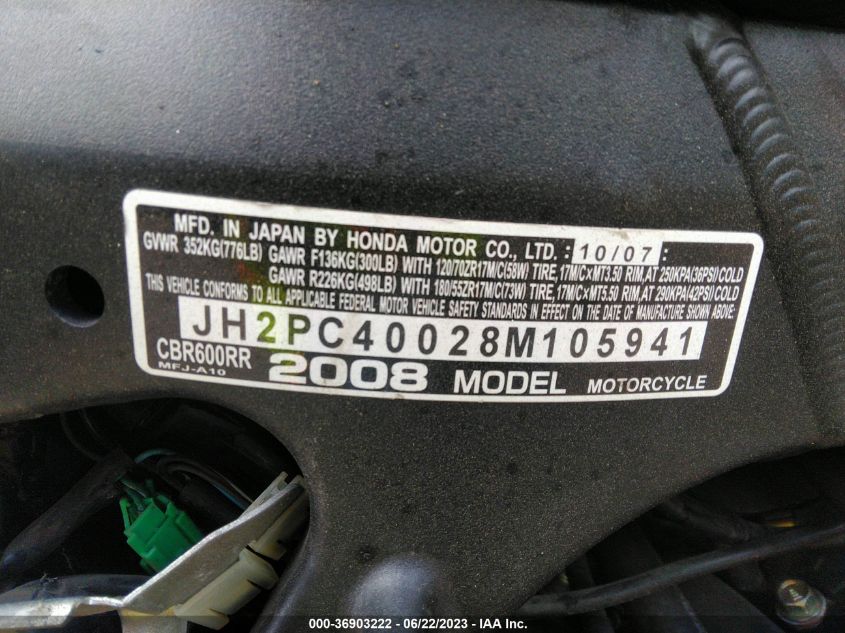 MFD. IN JAPAN BY HONDA MOTOR CO., LTD. : 10/07 :
GVWR 352KG(776LB) GAWR F136KG(300LB) WITH 120/70ZR17M/C(58W) TIRE,17M/C×MT3.50 RIM,AT 250KPA(36PSI)COLD
GAWR R226KG(498LB) WITH 180/55ZR17M/C(73W) TIRE,17M/C×MT5.50 RIM,AT 290KPA(42PSI)COLD
THIS VEHICLE CONFORMS TO ALL APPLICABLE FEDERAL MOTOR VEHICLE SAFETY STANDARDS IN EFFECT ON THE DATE OF MANUFACTURE SHOWN ABOVE.
JH2PC40028M105941
CBR600RR 2008 MODEL MOTORCYCLE
MFJ-A10
000-36903222 - 06/22/2023 - IAA Inc.